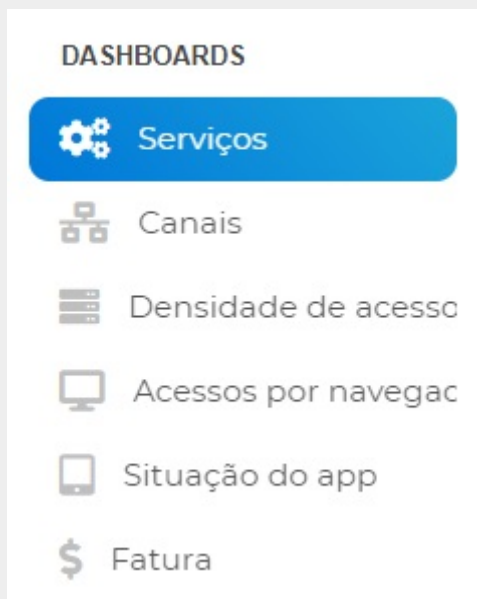 DASHBOARDS
Serviços
Canais
Densidade de acesso
Acessos por navegac
Situação do app
$ Fatura